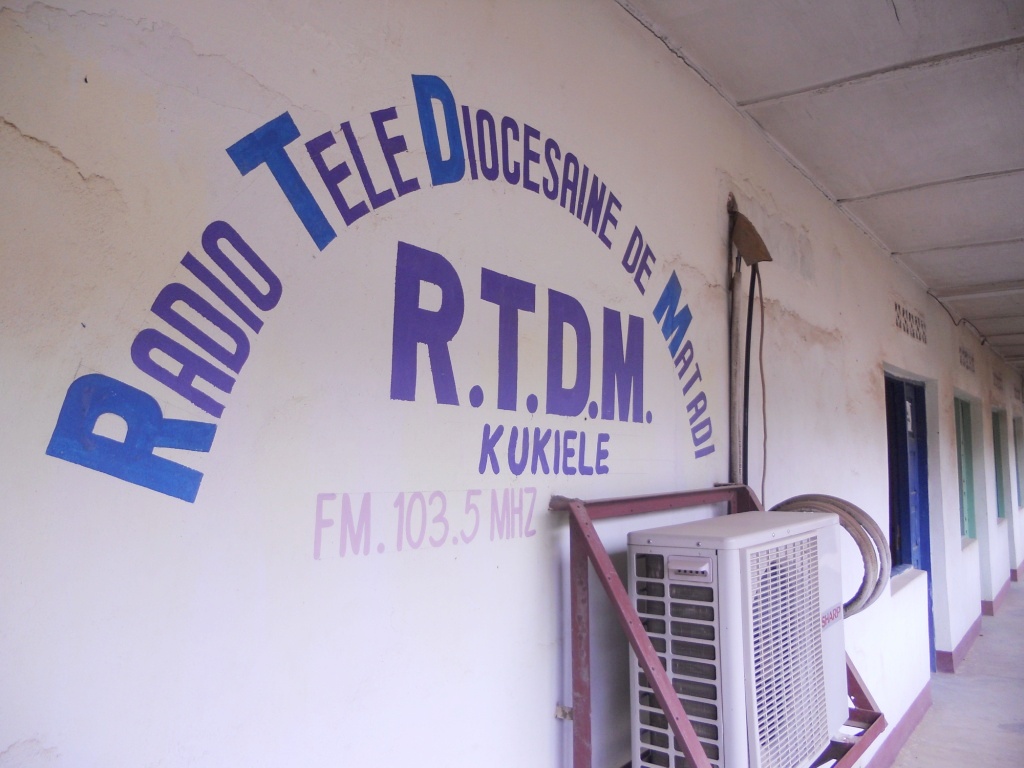 RADIO TELE DIOCESAINE DE MATADI
R.T.D.M.
KUKIELE
FM. 103.5 MHZ
SHARP